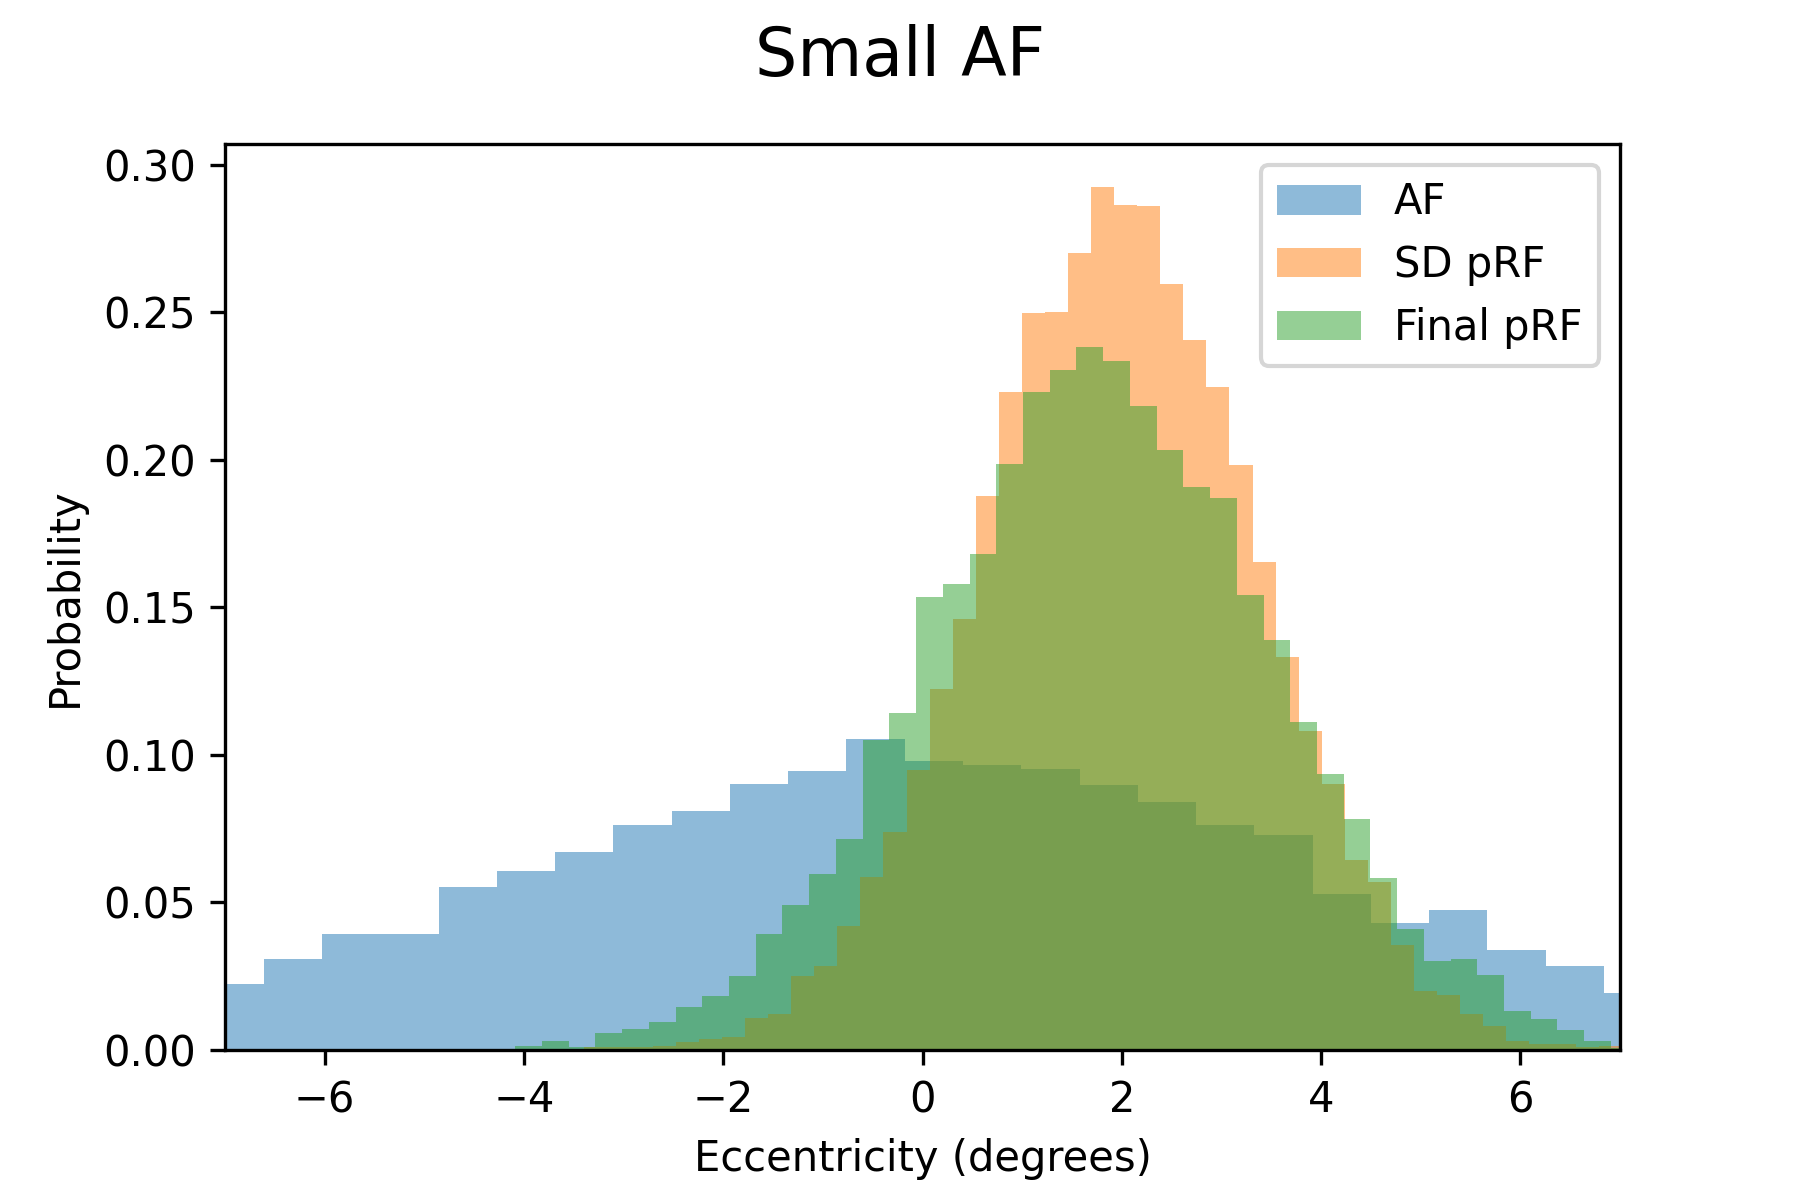 Small AF
0.30
0.25
0.20
0.15
0.10
0.05
0.00
Probability
AF
SD pRF
Final pRF
−6 −4 −2 0 2 4 6
Eccentricity (degrees)